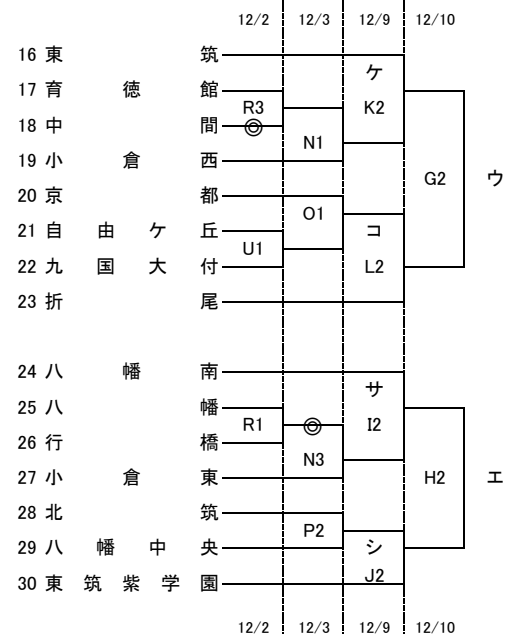 12/2 12/3 12/9 12/10
16 東筑
ケ
17 育徳館
R3
K2
18 中間
◎
N1
19 小倉西
G2
ウ
20 京都
O1
21 自由ケ丘
コ
U1
22 九国大付
L2
23 折尾
24 八幡南
サ
25 八幡
R1
◎
I2
26 行橋
N3
27 小倉東
H2
エ
28 北筑
P2
29 八幡中央
シ
J2
30 東筑紫学園
12/2 12/3 12/9 12/10